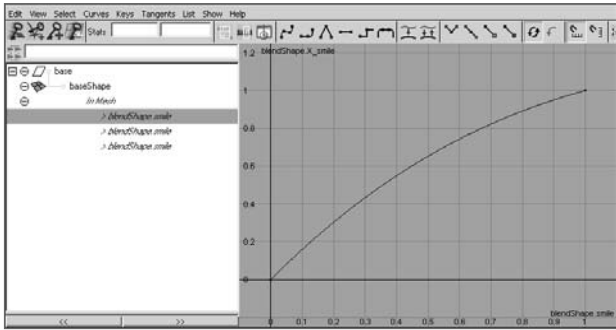 Edit View Select Curves Keys Tangents List Show Help
Stats
base
baseShape
In Mesh
> blendShape.smile
> blendShape.smile
> blendShape.smile
<< >>
1.2 blendShape.X_smile
1
0.8
0.6
0.4
0.2
0
0 0.1 0.2 0.3 0.4 0.5 0.6 0.7 0.8 0.9 1
blendShape.smile